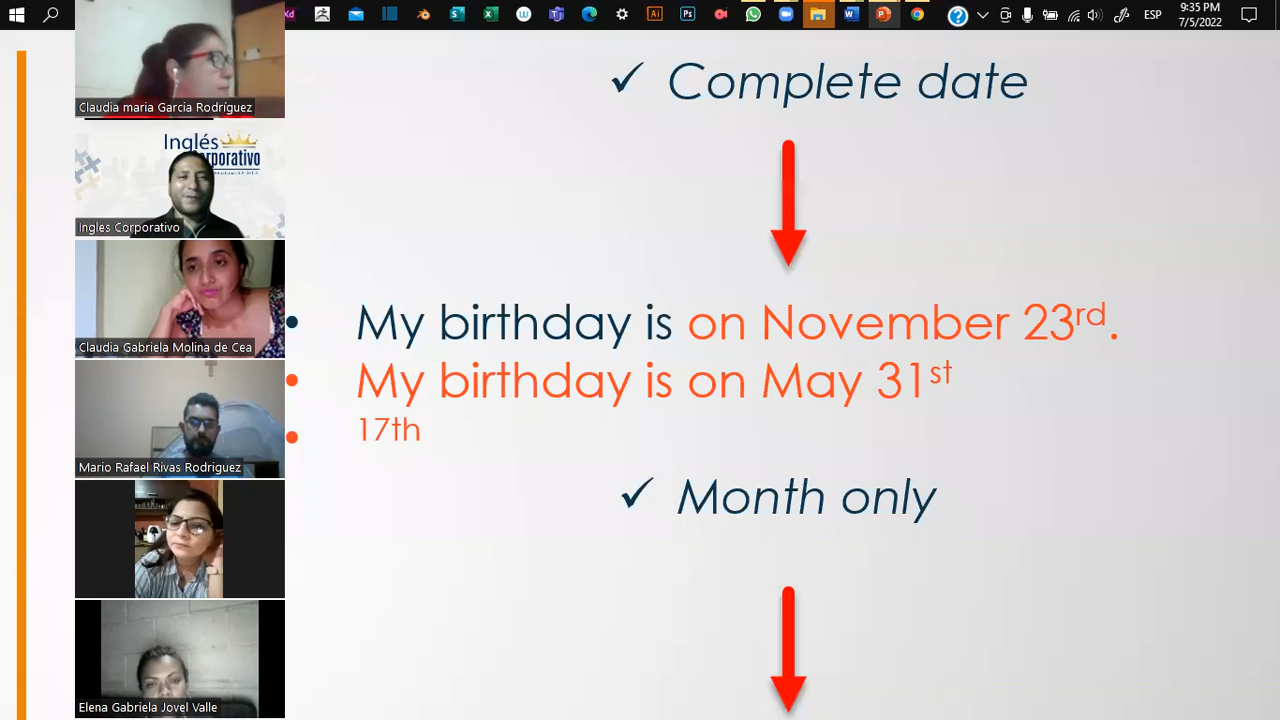 9:35 PM
ESP
7/5/2022
Complete date
My birthday is on November 23rd.
My birthday is on May 31st
17th
Month only
Claudia maria Garcia Rodríguez
Inglés
Corporativo
Ingles Corporativo
Claudia Gabriela Molina de Cea
Mario Rafael Rivas Rodriguez
Elena Gabriela Jovel Valle